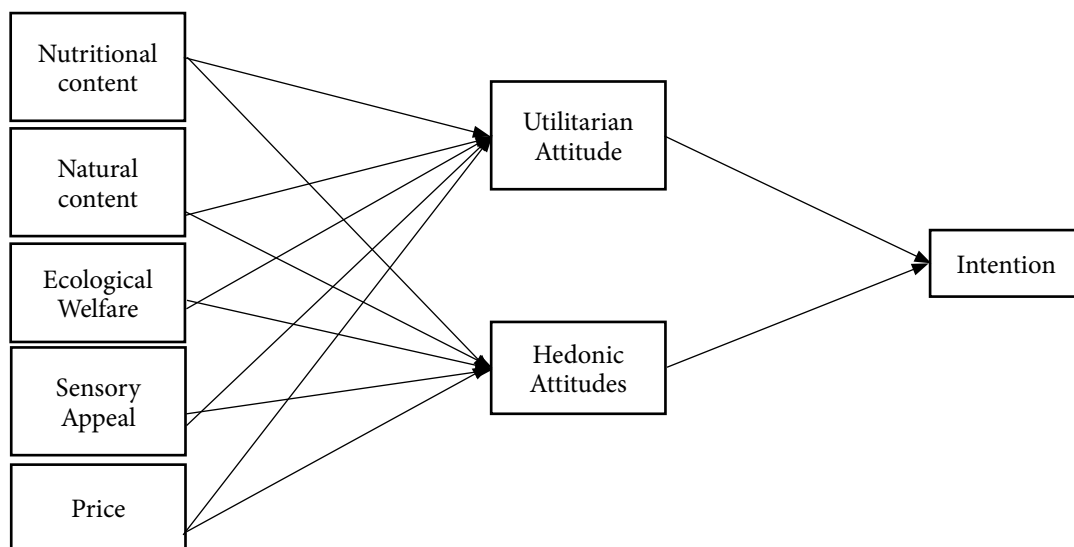 Nutritional
content
Natural
content
Ecological
Welfare
Sensory
Appeal
Price
Utilitarian
Attitude
Hedonic
Attitudes
Intention